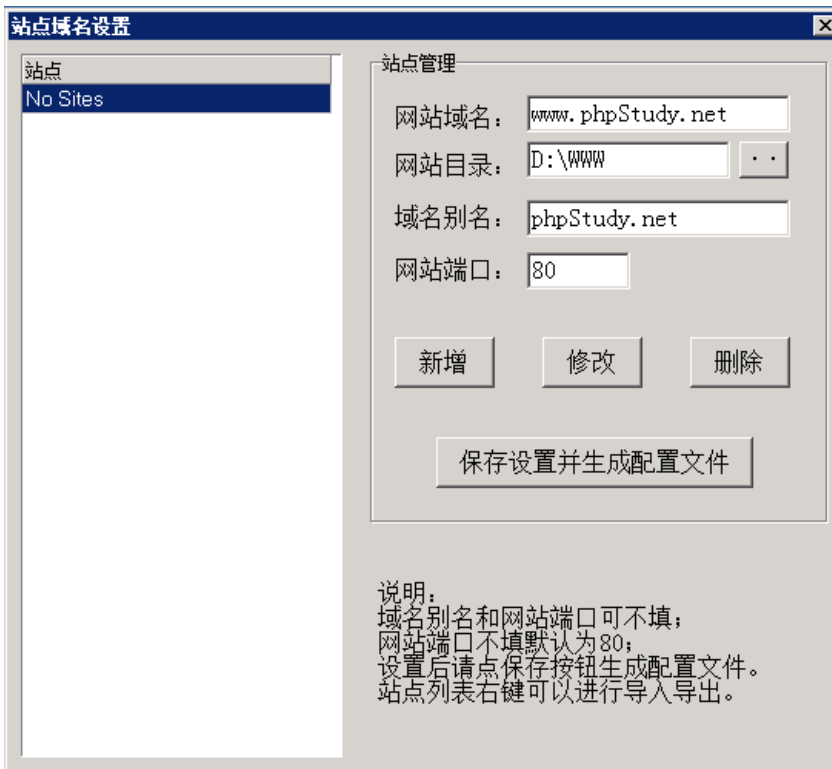 站点域名设置
站点
No Sites
站点管理
网站域名： www.phpStudy.net
网站目录： D:\WWW ..
域名别名： phpStudy.net
网站端口： 80
新增 修改 删除
保存设置并生成配置文件
说明：
域名别名和网站端口可不填；
网站端口不填默认为80；
设置后请点保存按钮生成配置文件。
站点列表右键可以进行导入导出。